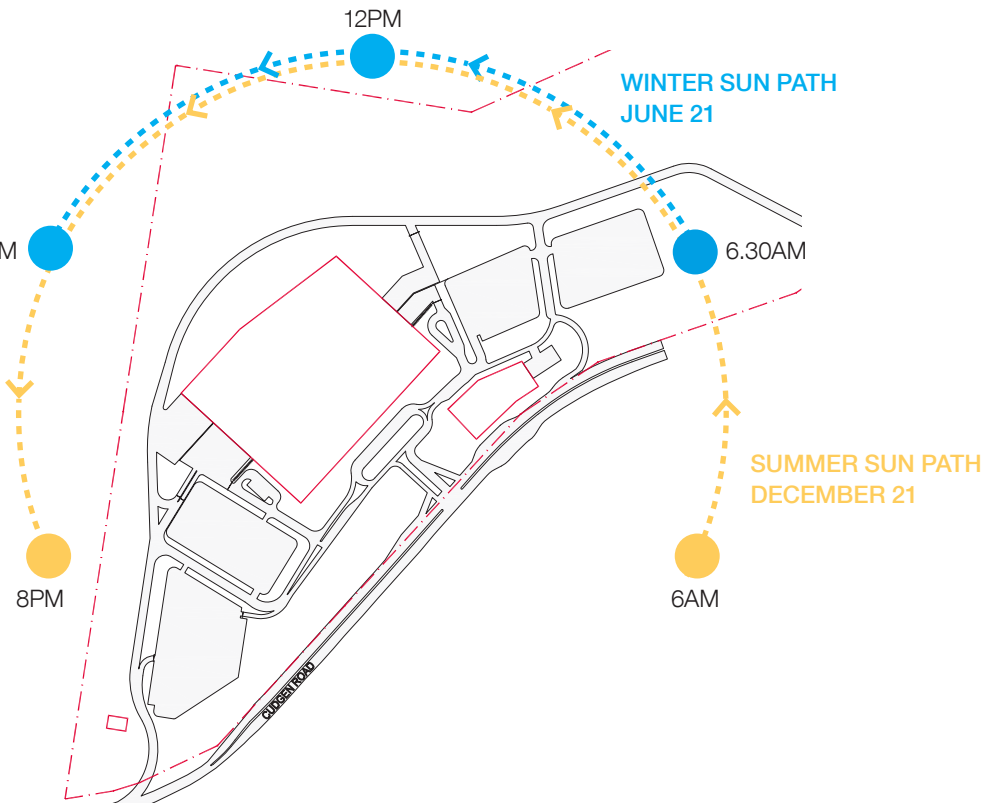 12PM
WINTER SUN PATH
JUNE 21
M
6.30AM
SUMMER SUN PATH
DECEMBER 21
8PM
6AM
CUDGEN ROAD